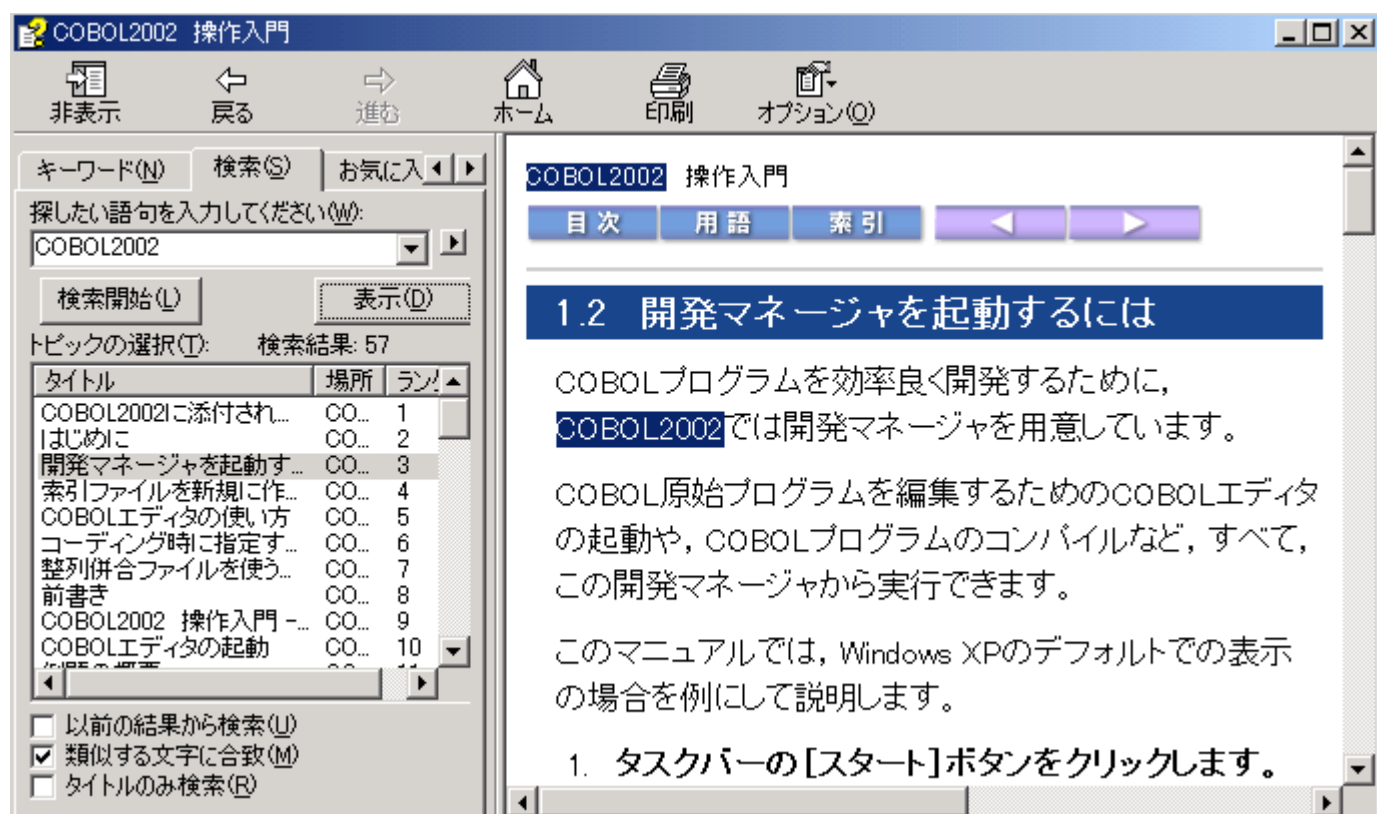 COBOL2002 操作入門
非表示 戻る 進む ホーム 印刷 オプション(O)
キーワード(N) 検索(S) お気に入
探したい語句を入力してください(W):
COBOL2002
検索開始(L) 表示(D)
トピックの選択(T): 検索結果: 57
タイトル 場所 ラン
COBOL2002に添付され... CO... 1
はじめに CO... 2
開発マネージャを起動す... CO... 3
索引ファイルを新規に作... CO... 4
COBOLエディタの使い方 CO... 5
コーディング時に指定す... CO... 6
整列併合ファイルを使う... CO... 7
前書き CO... 8
COBOL2002 操作入門 -... CO... 9
COBOLエディタの起動 CO... 10
以前の結果から検索(U)
類似する文字に合致(M)
タイトルのみ検索(R)
COBOL2002 操作入門
目次 用語 索引
1.2 開発マネージャを起動するには
COBOLプログラムを効率良く開発するために,
COBOL2002では開発マネージャを用意しています。
COBOL原始プログラムを編集するためのCOBOLエディタ
の起動や, COBOLプログラムのコンパイルなど, すべて,
この開発マネージャから実行できます。
このマニュアルでは, Windows XPのデフォルトでの表示
の場合を例にして説明します。
1. タスクバーの[スタート]ボタンをクリックします。